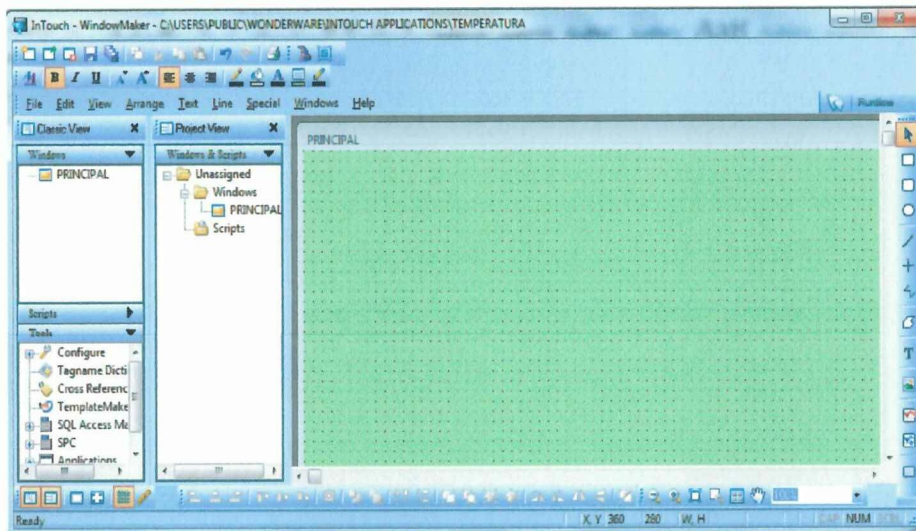 InTouch - WindowMaker - C:\USERS\PUBLIC\WONDERWARE\INTOUCH APPLICATIONS\TEMPERATURA
File Edit View Arrange Text Line Special Windows Help
Runtime
Classic View
Windows
PRINCIPAL
Scripts
Tools
Configure
Tagname Dicti
Cross Referenc
TemplateMake
SQL Access Ma
SPC
Applications
Project View
Windows & Scripts
Unassigned
Windows
PRINCIPAL
Scripts
PRINCIPAL
Ready
X, Y 360 280 W, H
CAP NUM